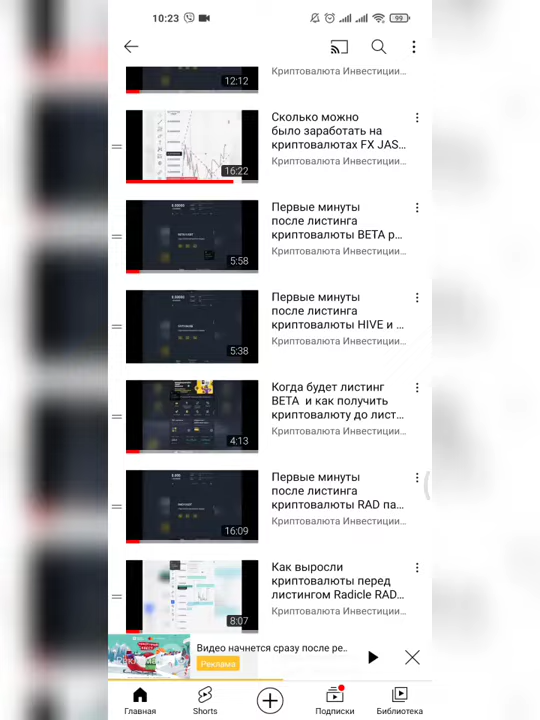 10:23
99
12:12
Криптовалюта Инвестиции...
Сколько можно
было заработать на
криптовалютах FX JAS...
Криптовалюта Инвестиции...
16:22
Первые минуты
после листинга
криптовалюты BETA р...
Криптовалюта Инвестиции...
5:58
Первые минуты
после листинга
криптовалюты HIVE и ...
Криптовалюта Инвестиции...
5:38
Когда будет листинг
BETA и как получить
криптовалюту до лист...
Криптовалюта Инвестиции...
4:13
Первые минуты
после листинга
криптовалюты RAD па...
Криптовалюта Инвестиции...
16:09
Как выросли
криптовалюты перед
листингом Radicle RAD...
Криптовалюта Инвестиции...
8:07
Видео начнется сразу после ре..
Реклама
Главная
Shorts
Подписки
Библиотека